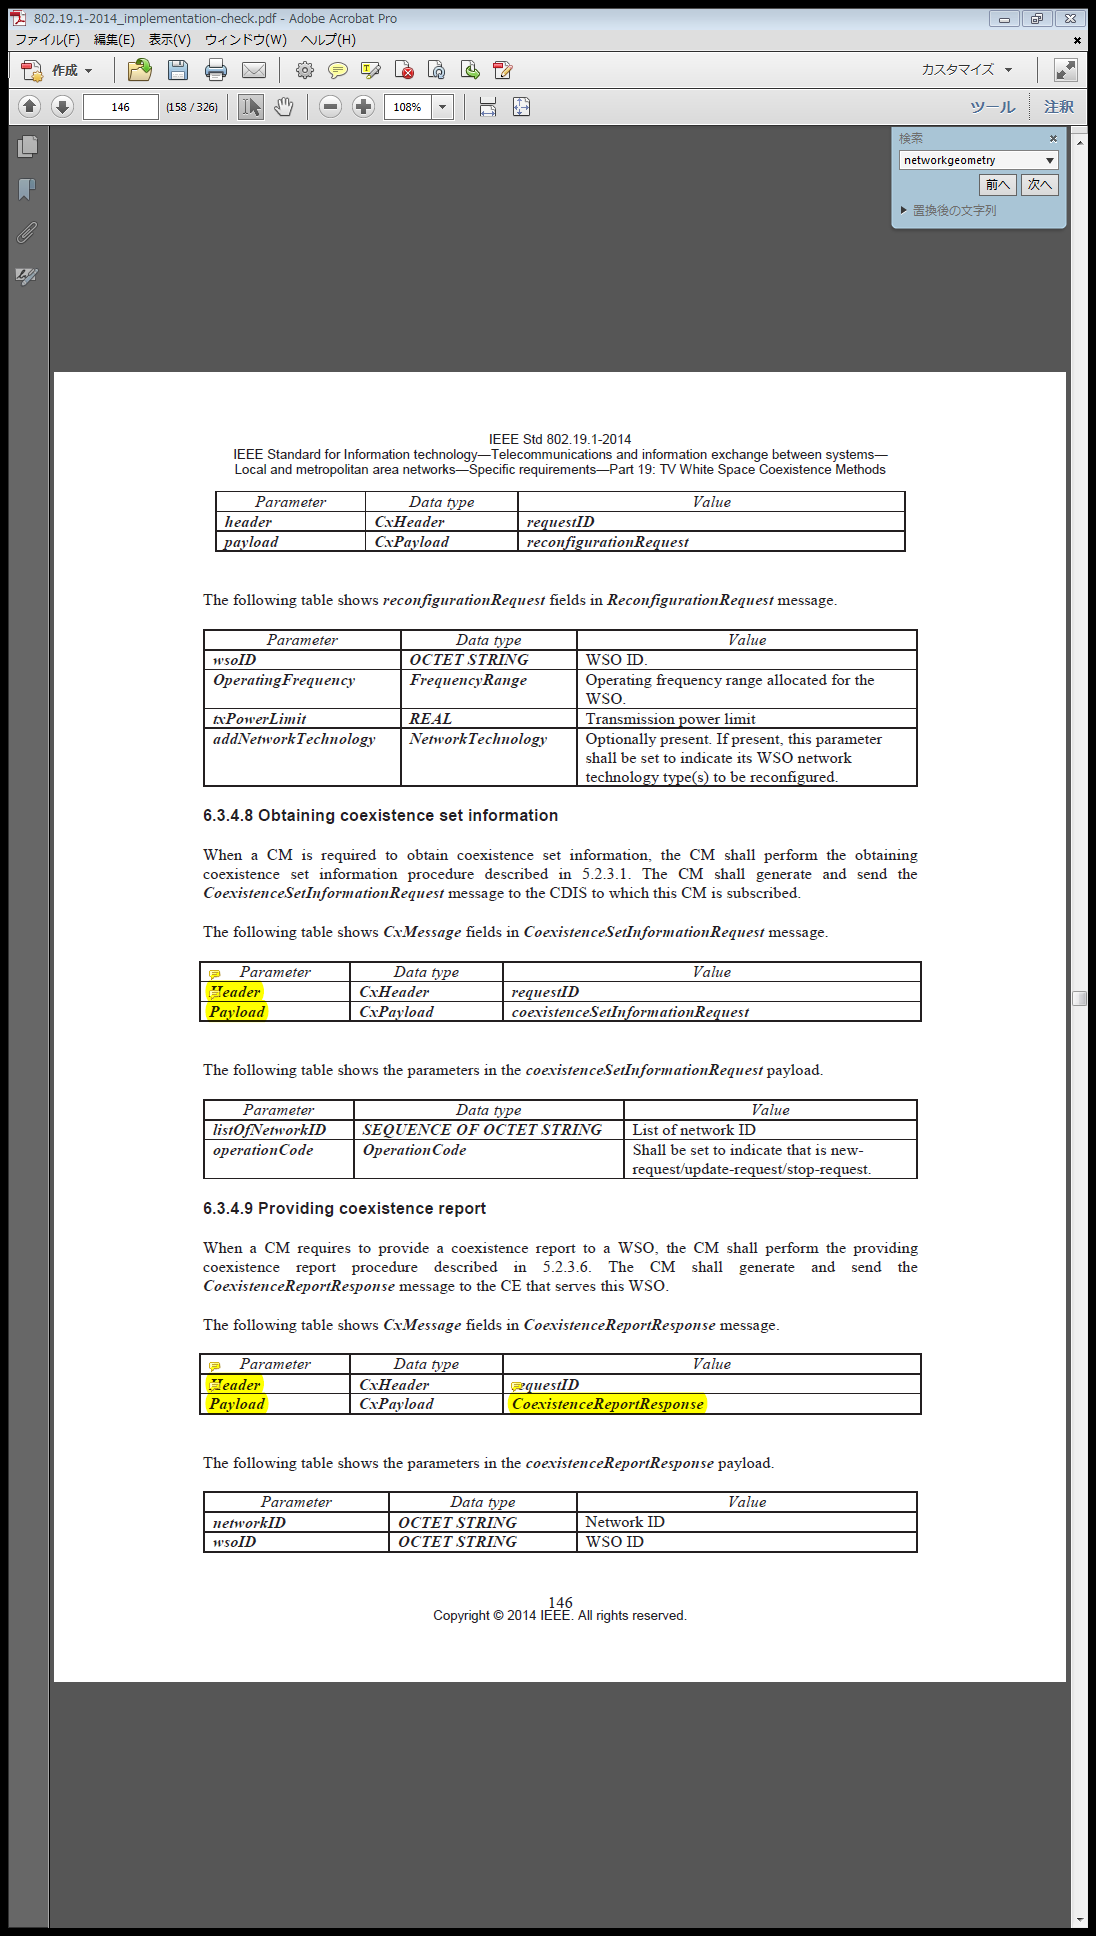 802.19.1-2014_implementation-check.pdf - Adobe Acrobat Pro
ファイル(F) 編集(E) 表示(V) ウィンドウ(W) ヘルプ(H)
作成 カスタマイズ
146 (158 / 326) 108% ツール 注釈
検索
networkgeometry
前へ 次へ
置換後の文字列
IEEE Std 802.19.1-2014
IEEE Standard for Information technology—Telecommunications and information exchange between systems—
Local and metropolitan area networks—Specific requirements—Part 19: TV White Space Coexistence Methods
Parameter Data type Value
header CxHeader requestID
payload CxPayload reconfigurationRequest
The following table shows reconfigurationRequest fields in ReconfigurationRequest message.
Parameter Data type Value
wsoID OCTET STRING WSO ID.
OperatingFrequency FrequencyRange Operating frequency range allocated for the
WSO.
txPowerLimit REAL Transmission power limit
addNetworkTechnology NetworkTechnology Optionally present. If present, this parameter
shall be set to indicate its WSO network
technology type(s) to be reconfigured.
6.3.4.8 Obtaining coexistence set information
When a CM is required to obtain coexistence set information, the CM shall perform the obtaining
coexistence set information procedure described in 5.2.3.1. The CM shall generate and send the
CoexistenceSetInformationRequest message to the CDIS to which this CM is subscribed.
The following table shows CxMessage fields in CoexistenceSetInformationRequest message.
Parameter Data type Value
Header CxHeader requestID
Payload CxPayload coexistenceSetInformationRequest
The following table shows the parameters in the coexistenceSetInformationRequest payload.
Parameter Data type Value
listOfNetworkID SEQUENCE OF OCTET STRING List of network ID
operationCode OperationCode Shall be set to indicate that is new-
request/update-request/stop-request.
6.3.4.9 Providing coexistence report
When a CM requires to provide a coexistence report to a WSO, the CM shall perform the providing
coexistence report procedure described in 5.2.3.6. The CM shall generate and send the
CoexistenceReportResponse message to the CE that serves this WSO.
The following table shows CxMessage fields in CoexistenceReportResponse message.
Parameter Data type Value
Header CxHeader requestID
Payload CxPayload CoexistenceReportResponse
The following table shows the parameters in the coexistenceReportResponse payload.
Parameter Data type Value
networkID OCTET STRING Network ID
wsoID OCTET STRING WSO ID
146
Copyright © 2014 IEEE. All rights reserved.